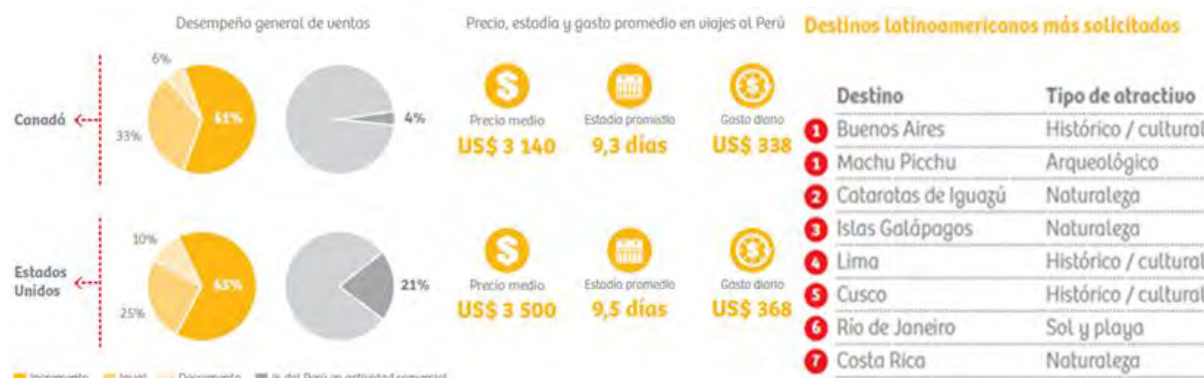 Desempeño general de ventas
Precio, estadía y gasto promedio en viajes al Perú
Destinos latinoamericanos más solicitados
Canadá
6%
61%
33%
4%
Precio medio
US$ 3 140
Estadía promedio
9,3 días
Gasto diario
US$ 338
Estados
Unidos
10%
65%
25%
21%
Precio medio
US$ 3 500
Estadía promedio
9,5 días
Gasto diario
US$ 368
Incremento
Igual
Decremento
% del Perú en actividad comercial
Destino Tipo de atractivo
1 Buenos Aires Histórico / cultural
1 Machu Picchu Arqueológico
2 Cataratas de Iguazú Naturaleza
3 Islas Galápagos Naturaleza
4 Lima Histórico / cultural
5 Cusco Histórico / cultural
6 Río de Janeiro Sol y playa
7 Costa Rica Naturaleza